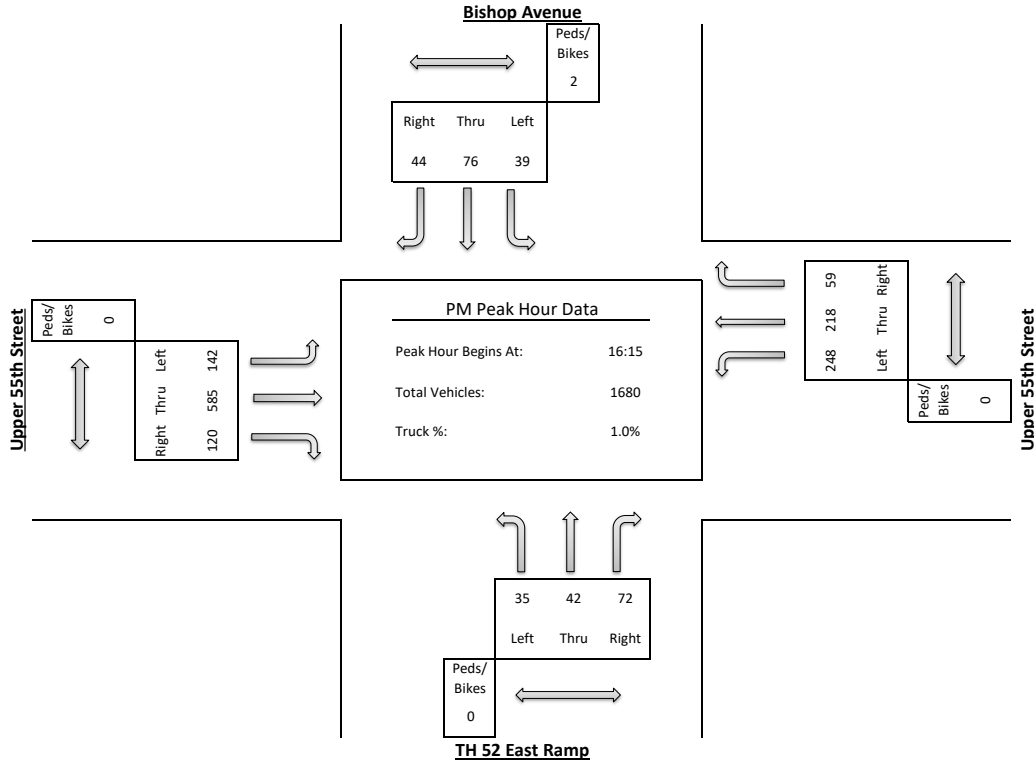 Bishop Avenue
Peds/
Bikes
2
Right Thru Left
44 76 39
Upper 55th Street
Peds/
Bikes
0
Left 142
Thru 585
Right 120
PM Peak Hour Data
Peak Hour Begins At: 16:15
Total Vehicles: 1680
Truck %: 1.0%
59 Right
218 Thru
248 Left
Peds/
Bikes
0
Upper 55th Street
35 42 72
Left Thru Right
Peds/
Bikes
0
TH 52 East Ramp